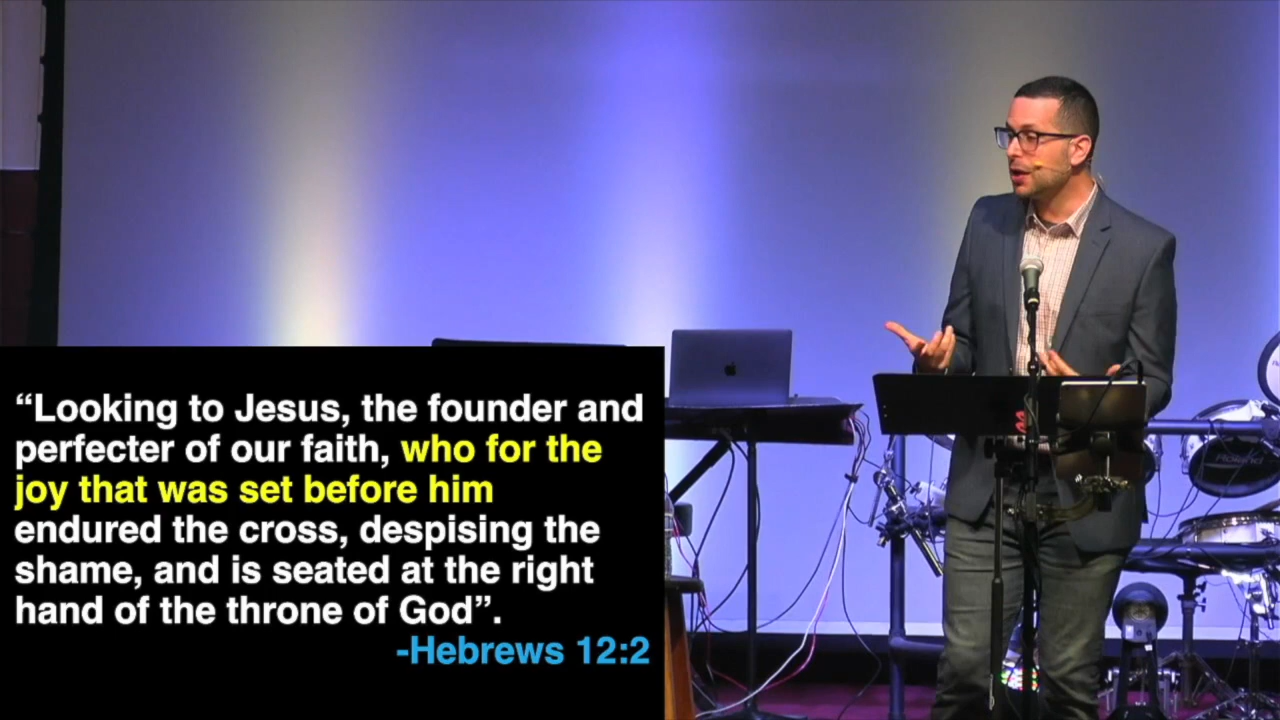 “Looking to Jesus, the founder and
perfecter of our faith, who for the
joy that was set before him
endured the cross, despising the
shame, and is seated at the right
hand of the throne of God”.
-Hebrews 12:2
Roland